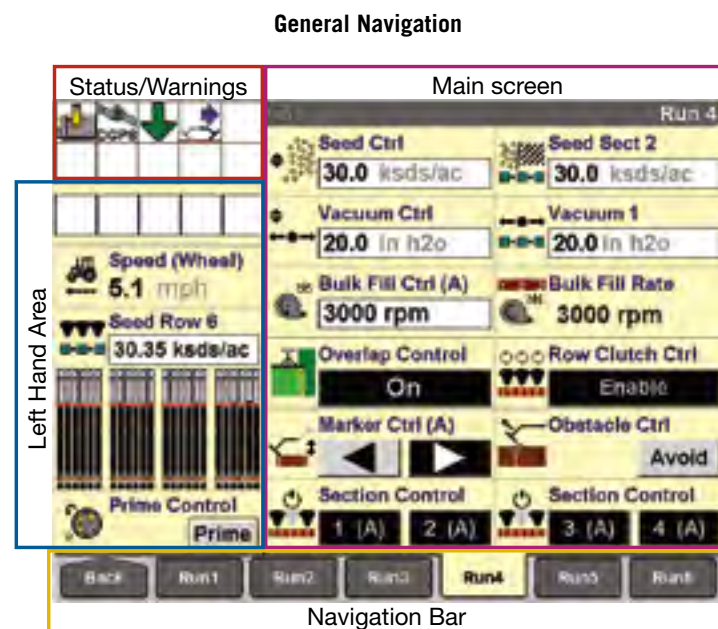 General Navigation
Status/Warnings
Main screen
DGPS
Run 4
Seed Ctrl
30.0 ksds/ac
Seed Sect 2
30.0 ksds/ac
Vacuum Ctrl
20.0 in h2o
Vacuum 1
20.0 in h2o
Speed (Wheel)
5.1 mph
Bulk Fill Ctrl (A)
3000 rpm
Bulk Fill Rate
3000 rpm
Left Hand Area
Seed Row 6
30.35 ksds/ac
Overlap Control
On
Row Clutch Ctrl
Enable
Marker Ctrl (A)
Obstacle Ctrl
Avoid
Prime Control
Prime
Section Control
1 (A) 2 (A)
Section Control
3 (A) 4 (A)
Back Run1 Run2 Run3 Run4 Run5 Run6
Navigation Bar